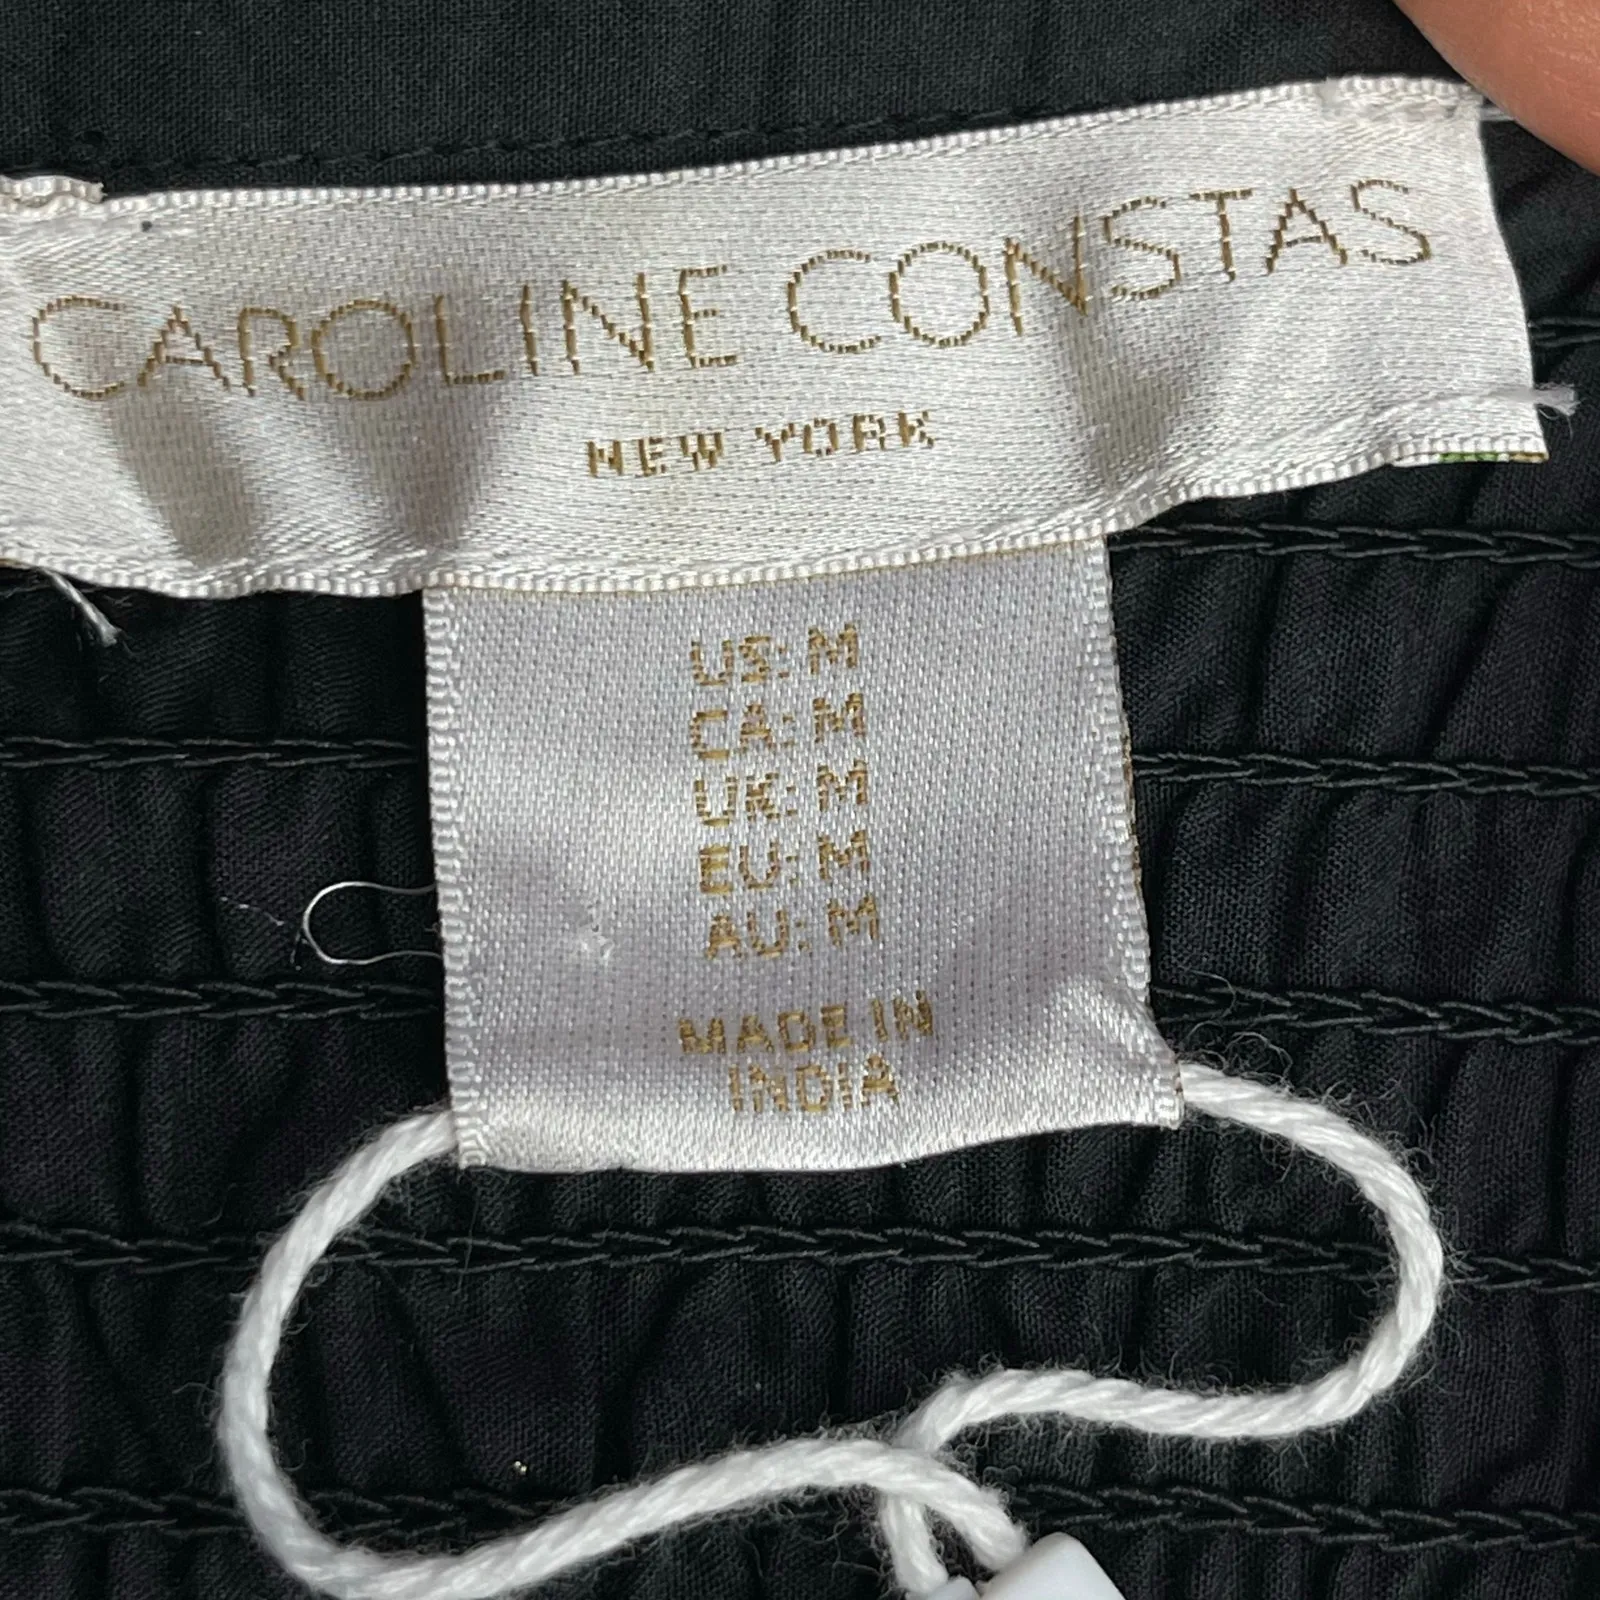 CAROLINE CONSTAS
NEW YORK
US: M
CA: M
UK: M
EU: M
AU: M
MADE IN
INDIA